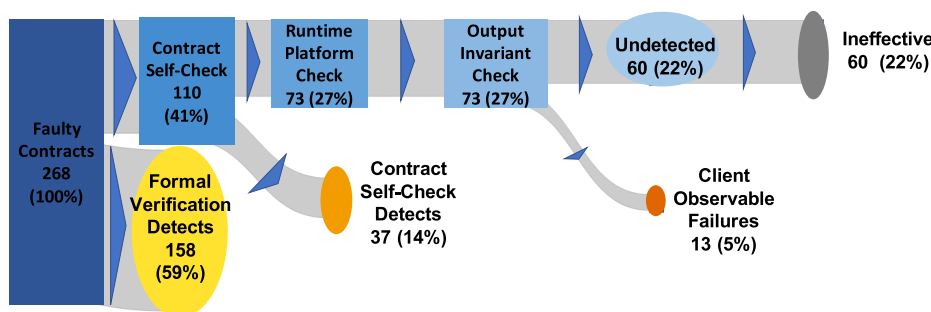 Faulty
Contracts
268
(100%)
Contract
Self-Check
110
(41%)
Formal
Verification
Detects
158
(59%)
Runtime
Platform
Check
73 (27%)
Contract
Self-Check
Detects
37 (14%)
Output
Invariant
Check
73 (27%)
Undetected
60 (22%)
Client
Observable
Failures
13 (5%)
Ineffective
60 (22%)